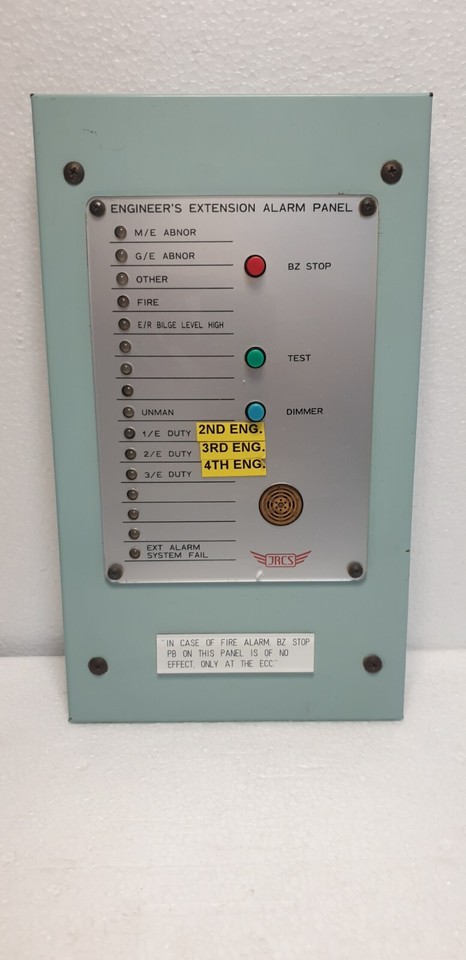 ENGINEER'S EXTENSION ALARM PANEL
M/E ABNOR
G/E ABNOR
BZ STOP
OTHER
FIRE
E/R BILGE LEVEL HIGH
TEST
UNMAN
DIMMER
1/E DUTY 2ND ENG.
2/E DUTY 3RD ENG.
3/E DUTY 4TH ENG.
EXT ALARM
SYSTEM FAIL
JRCS
"IN CASE OF FIRE ALARM, BZ STOP
PB ON THIS PANEL IS OF NO
EFFECT, ONLY AT THE ECC."